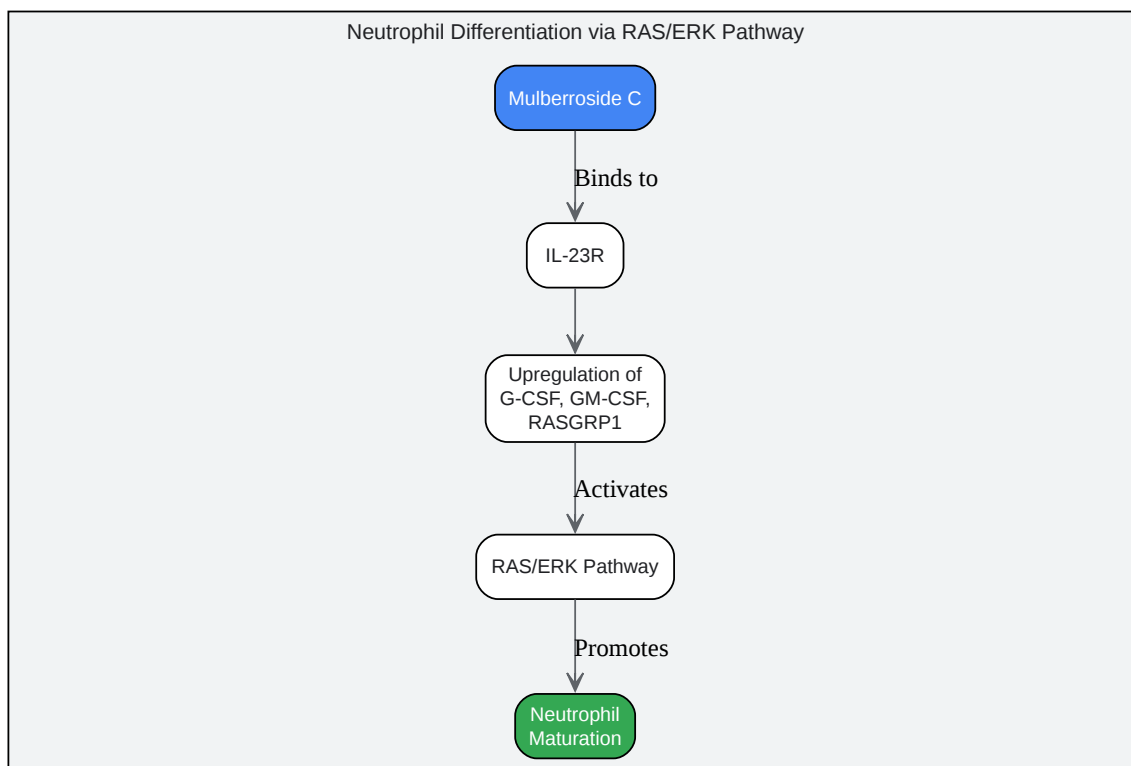 Neutrophil Differentiation via RAS/ERK Pathway
Mulberroside C
Binds to
IL-23R
Upregulation of
G-CSF, GM-CSF,
RASGRP1
Activates
RAS/ERK Pathway
Promotes
Neutrophil
Maturation